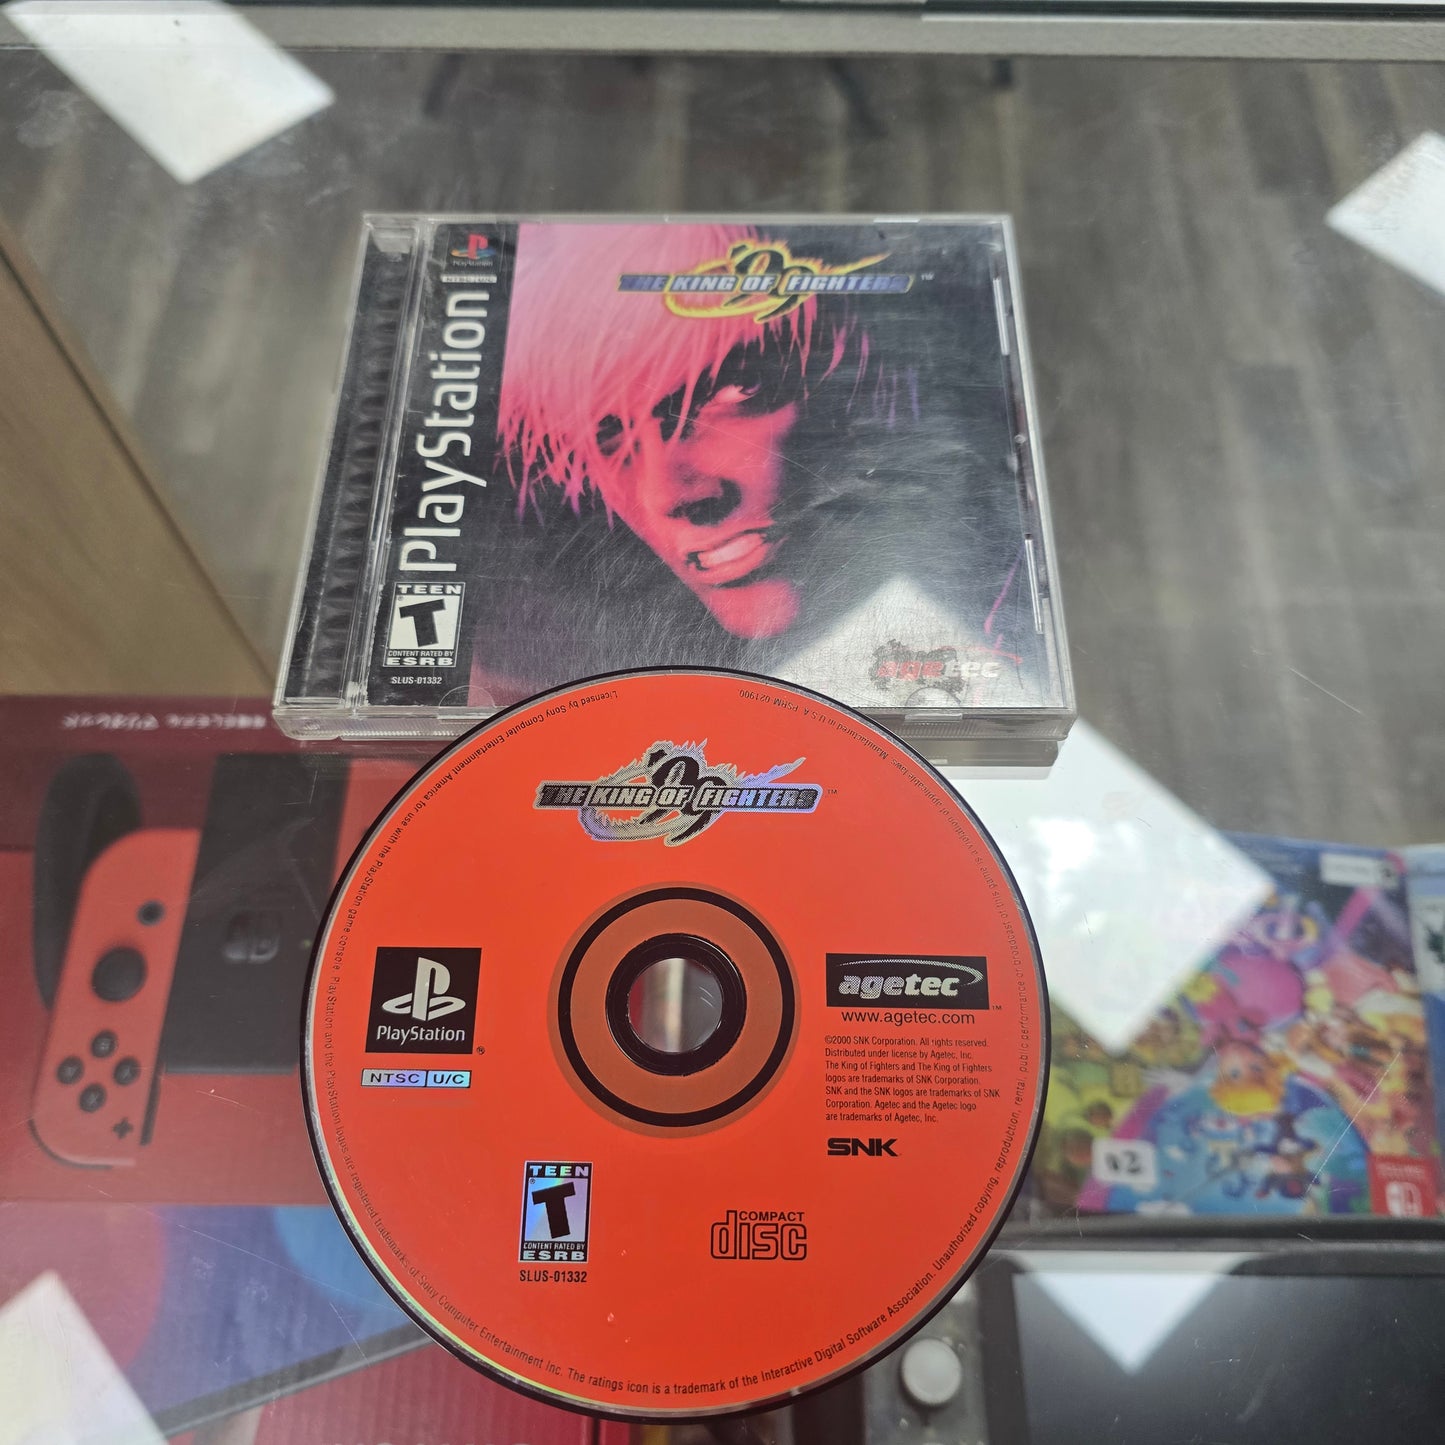 PlayStation
NTSC U/C
PlayStation
THE KING OF FIGHTERS ™
'99
TEEN
T
CONTENT RATED BY
ESRB
SLUS-01332
agetec
Licensed by Sony Computer Entertainment America for use with the PlayStation game console. PlayStation and the PlayStation logos are registered trademarks of Sony Computer Entertainment Inc. The ratings icon is a trademark of the Interactive Digital Software Association. Unauthorized copying, reproduction, rental, public performance or broadcast of this game is a violation of applicable laws. Manufactured in U.S.A. PSRM 021900
THE KING OF FIGHTERS ™
'99
PlayStation ®
NTSC U/C
agetec ™
www.agetec.com
©2000 SNK Corporation. All rights reserved.
Distributed under license by Agetec, Inc.
The King of Fighters and The King of Fighters
logos are trademarks of SNK Corporation.
SNK and the SNK logos are trademarks of SNK
Corporation. Agetec and the Agetec logo
are trademarks of Agetec, Inc.
SNK
TEEN
T
CONTENT RATED BY
ESRB
SLUS-01332
COMPACT
disc
A
B
Y
X